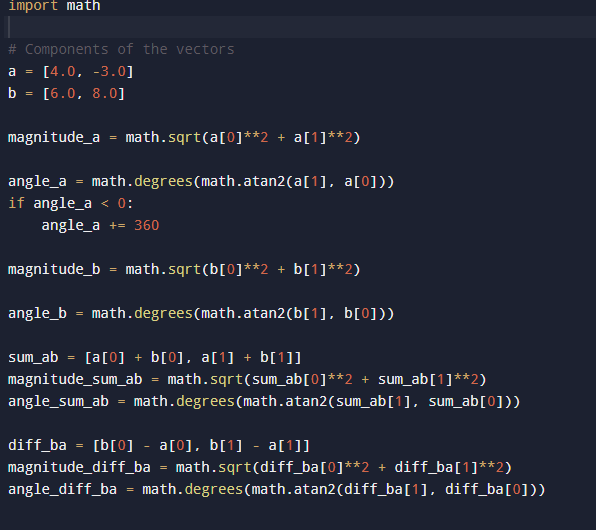 import math
# Components of the vectors
a = [4.0, -3.0]
b = [6.0, 8.0]
magnitude_a = math.sqrt(a[0]**2 + a[1]**2)
angle_a = math.degrees(math.atan2(a[1], a[0]))
if angle_a < 0:
    angle_a += 360
magnitude_b = math.sqrt(b[0]**2 + b[1]**2)
angle_b = math.degrees(math.atan2(b[1], b[0]))
sum_ab = [a[0] + b[0], a[1] + b[1]]
magnitude_sum_ab = math.sqrt(sum_ab[0]**2 + sum_ab[1]**2)
angle_sum_ab = math.degrees(math.atan2(sum_ab[1], sum_ab[0]))
diff_ba = [b[0] - a[0], b[1] - a[1]]
magnitude_diff_ba = math.sqrt(diff_ba[0]**2 + diff_ba[1]**2)
angle_diff_ba = math.degrees(math.atan2(diff_ba[1], diff_ba[0]))